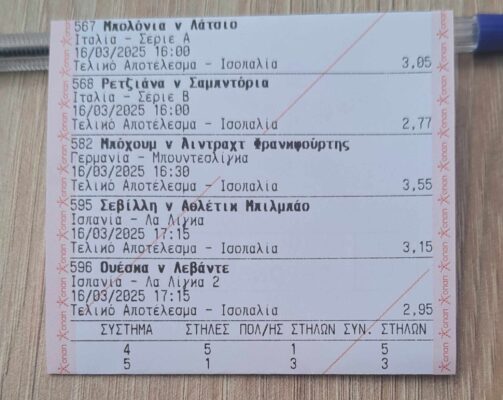 567 Μπολόνια v Λάτσιο
Ιταλία - Σερίε Α
16/03/2025 16:00
Τελικό Αποτέλεσμα - Ισοπαλία 3,05
568 Ρετζιάνα v Σαμπντόρια
Ιταλία - Σερίε Β
16/03/2025 16:00
Τελικό Αποτέλεσμα - Ισοπαλία 2,77
582 Μπόχουμ v Άιντραχτ Φρανκφούρτης
Γερμανία - Μπουντεσλίγκα
16/03/2025 16:30
Τελικό Αποτέλεσμα - Ισοπαλία 3,55
595 Σεβίλλη v Αθλέτικ Μπιλμπάο
Ισπανία - Λα Λίγκα
16/03/2025 17:15
Τελικό Αποτέλεσμα - Ισοπαλία 3,15
596 Ουέσκα v Λεβάντε
Ισπανία - Λα Λίγκα 2
16/03/2025 17:15
Τελικό Αποτέλεσμα - Ισοπαλία 2,95
ΣΥΣΤΗΜΑ ΣΤΗΛΕΣ ΠΟΛ/ΗΣ ΣΤΗΛΩΝ ΣΥΝ. ΣΤΗΛΩΝ
4 5 1 5
5 1 3 3